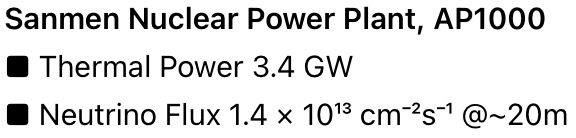 Sanmen Nuclear Power Plant, AP1000
■ Thermal Power 3.4 GW
■ Neutrino Flux 1.4 × 10¹³ cm⁻²s⁻¹ @~20m